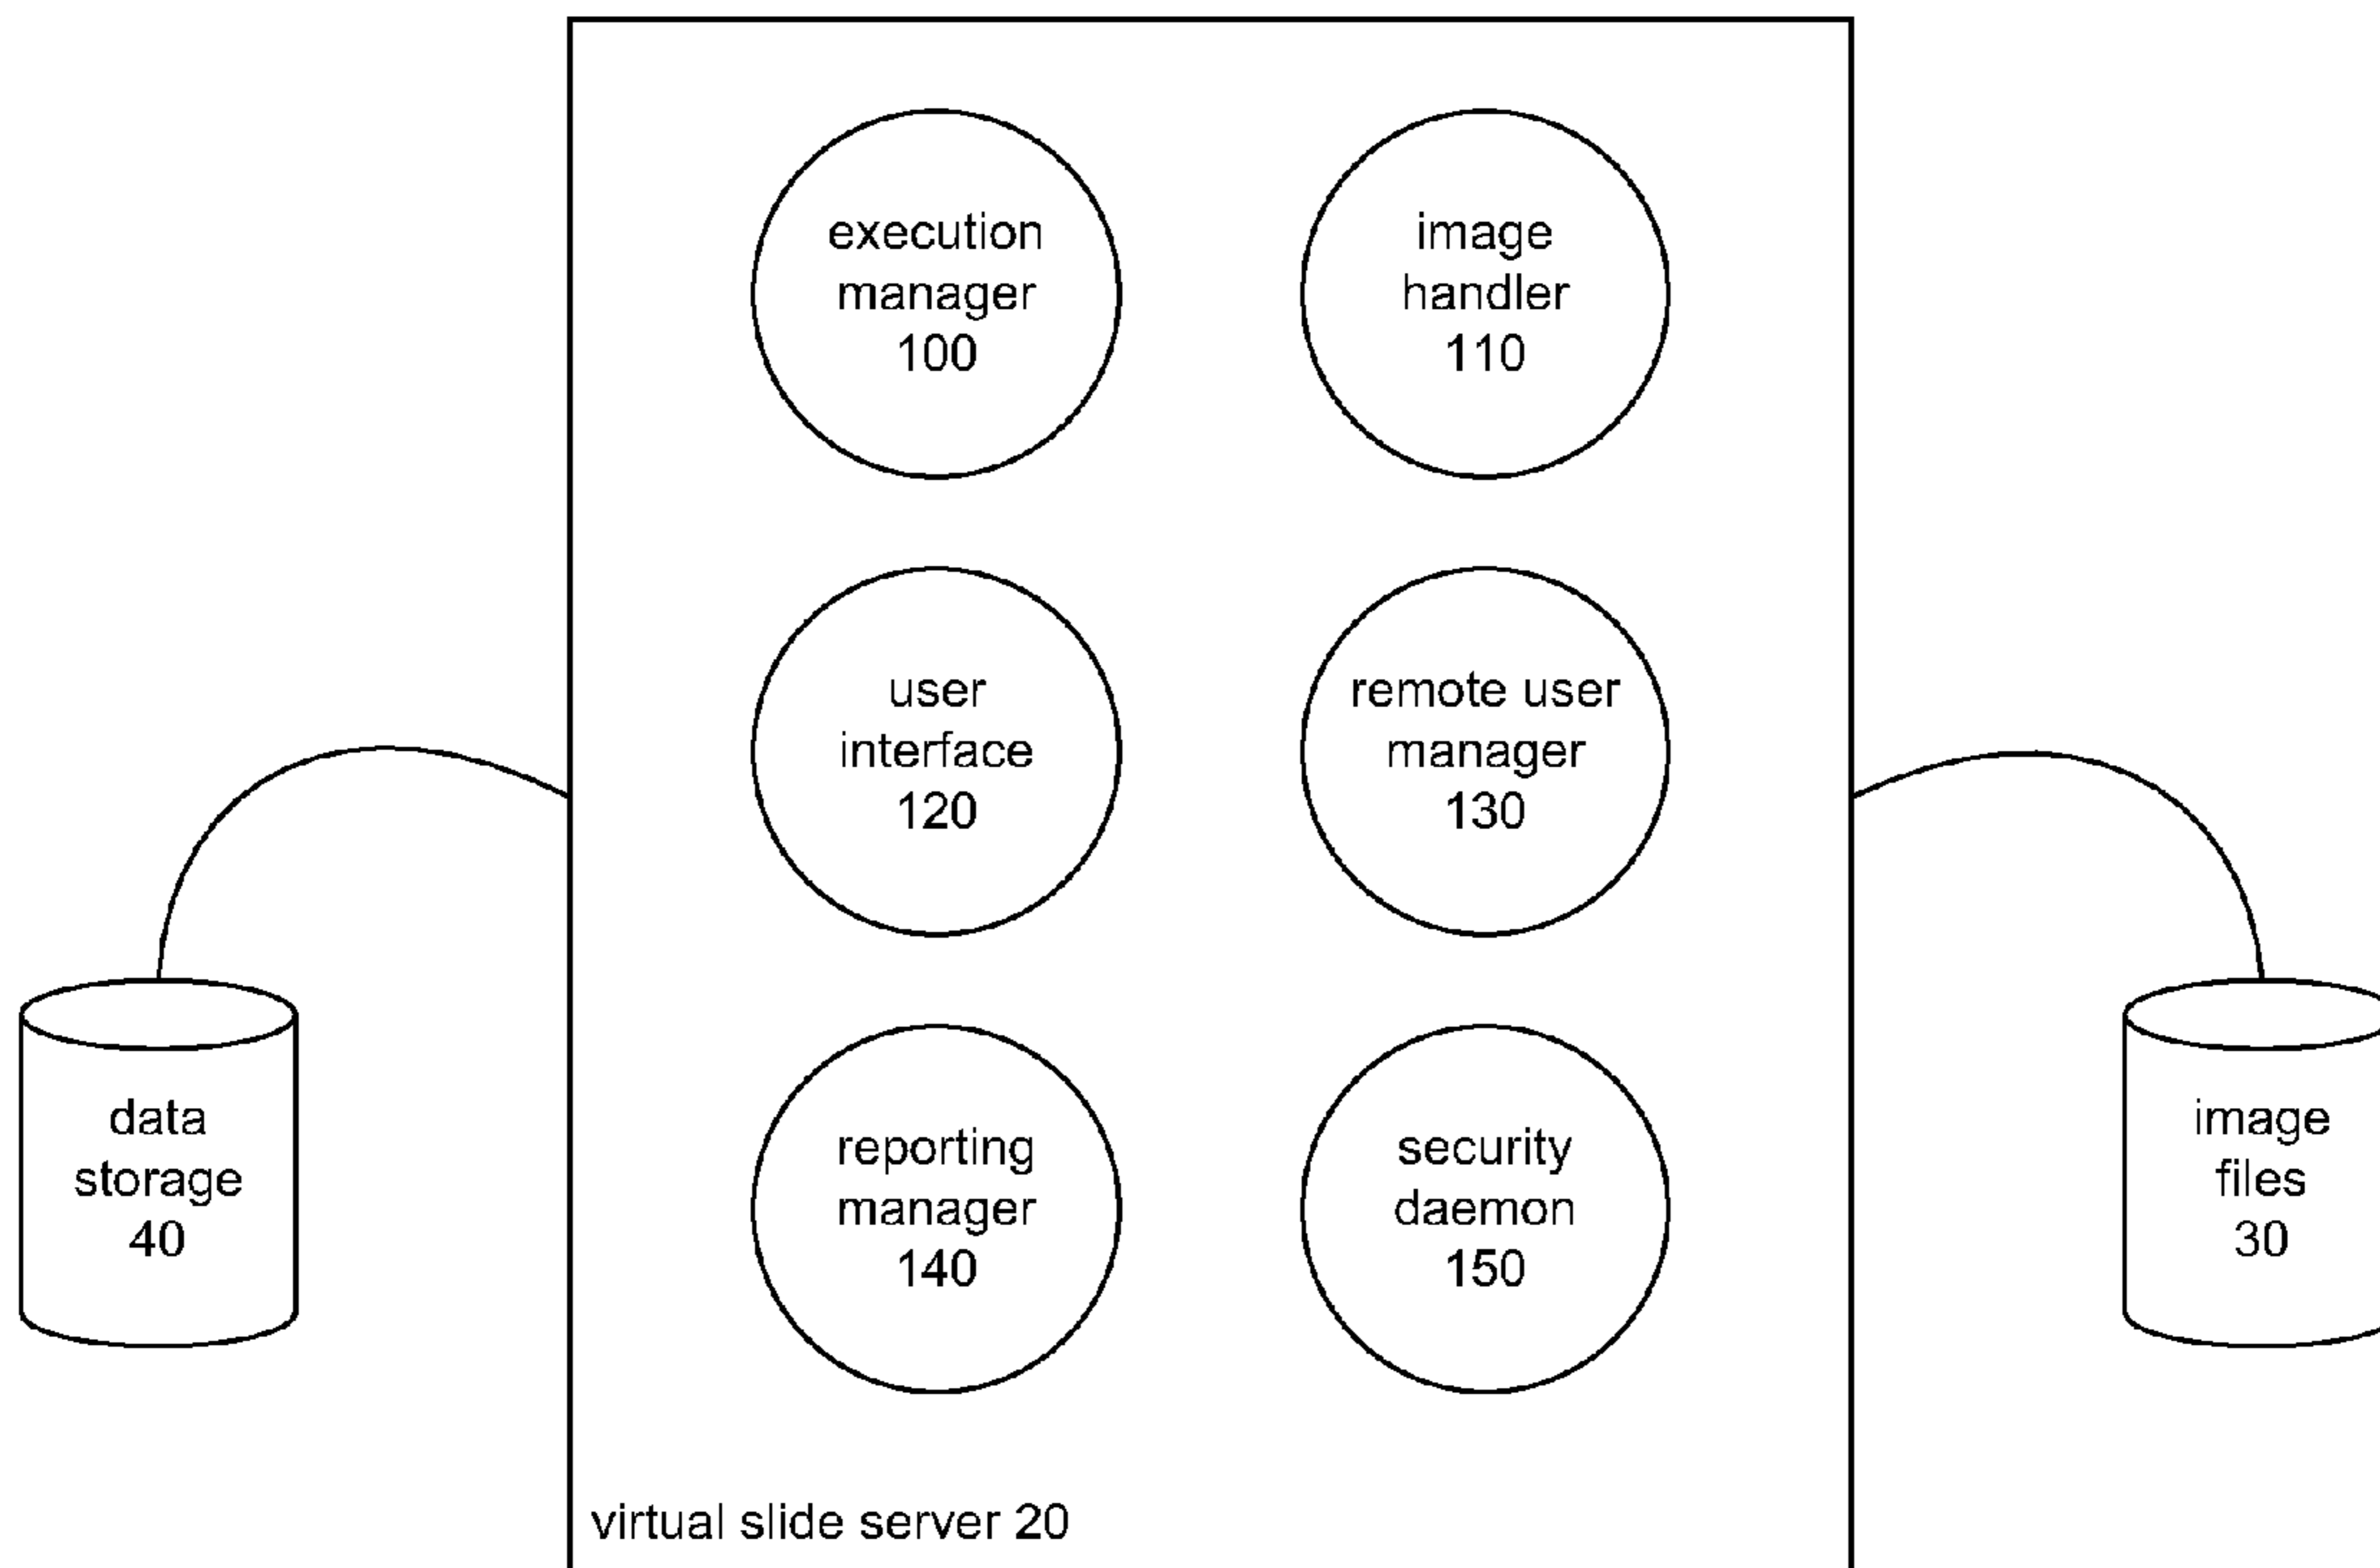 execution
manager
100
image
handler
110
user
interface
120
remote user
manager
130
data
storage
40
reporting
manager
140
security
daemon
150
image
files
30
virtual slide server 20